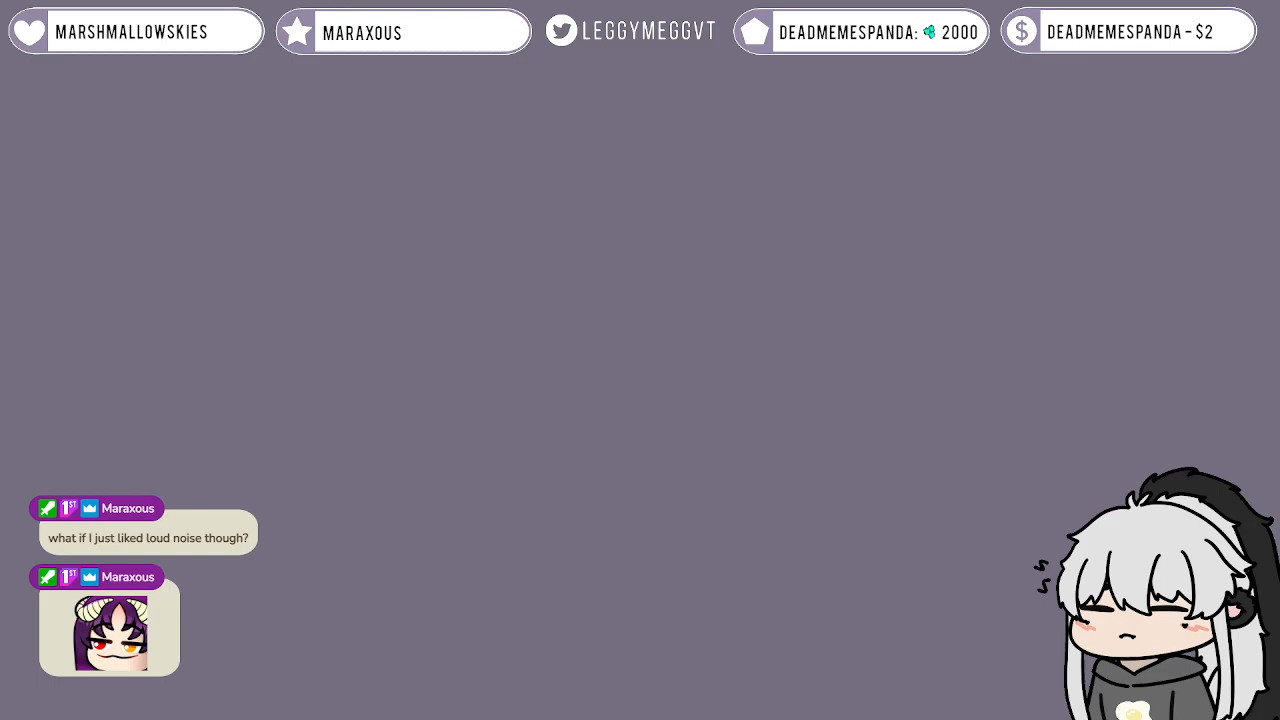 MARSHMALLOWSKIES
MARAXOUS
LEGGYMEGGVT
DEADMEMESPANDA: 2000
$ DEADMEMESPANDA - $2
1ST Maraxous
what if I just liked loud noise though?
1ST Maraxous